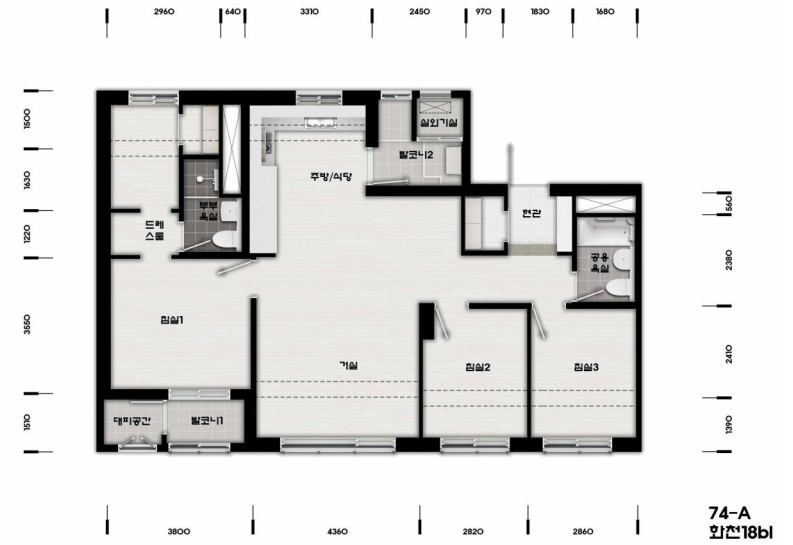 2960 640 3310 2450 970 1830 1680
1500
1630
1220
3550
1510
560
2380
2410
1390
실외기실
발코니2
주방/식당
부부
욕실
현관
드레
스룸
공용
욕실
침실1
거실
침실2
침실3
대피공간
발코니1
3800 4360 2820 2860
74-A
화천18bl